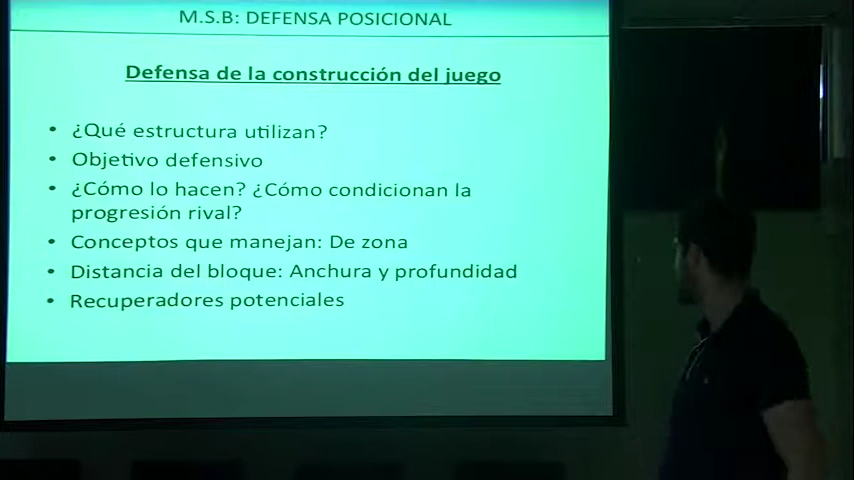 M.S.B: DEFENSA POSICIONAL
Defensa de la construcción del juego
• ¿Qué estructura utilizan?
• Objetivo defensivo
• ¿Cómo lo hacen? ¿Cómo condicionan la
progresión rival?
• Conceptos que manejan: De zona
• Distancia del bloque: Anchura y profundidad
• Recuperadores potenciales